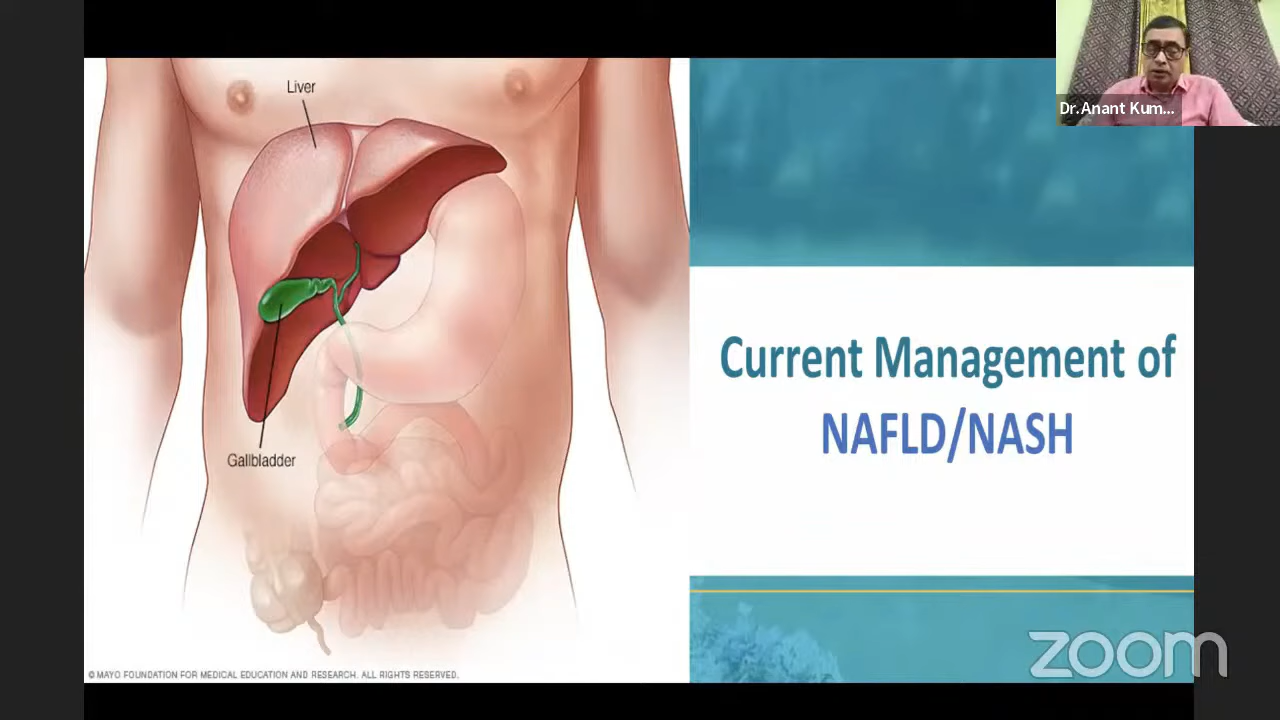 Liver
Dr.Anant Kum...
Current Management of
NAFLD/NASH
Gallbladder
© MAYO FOUNDATION FOR MEDICAL EDUCATION AND RESEARCH. ALL RIGHTS RESERVED.
zoom